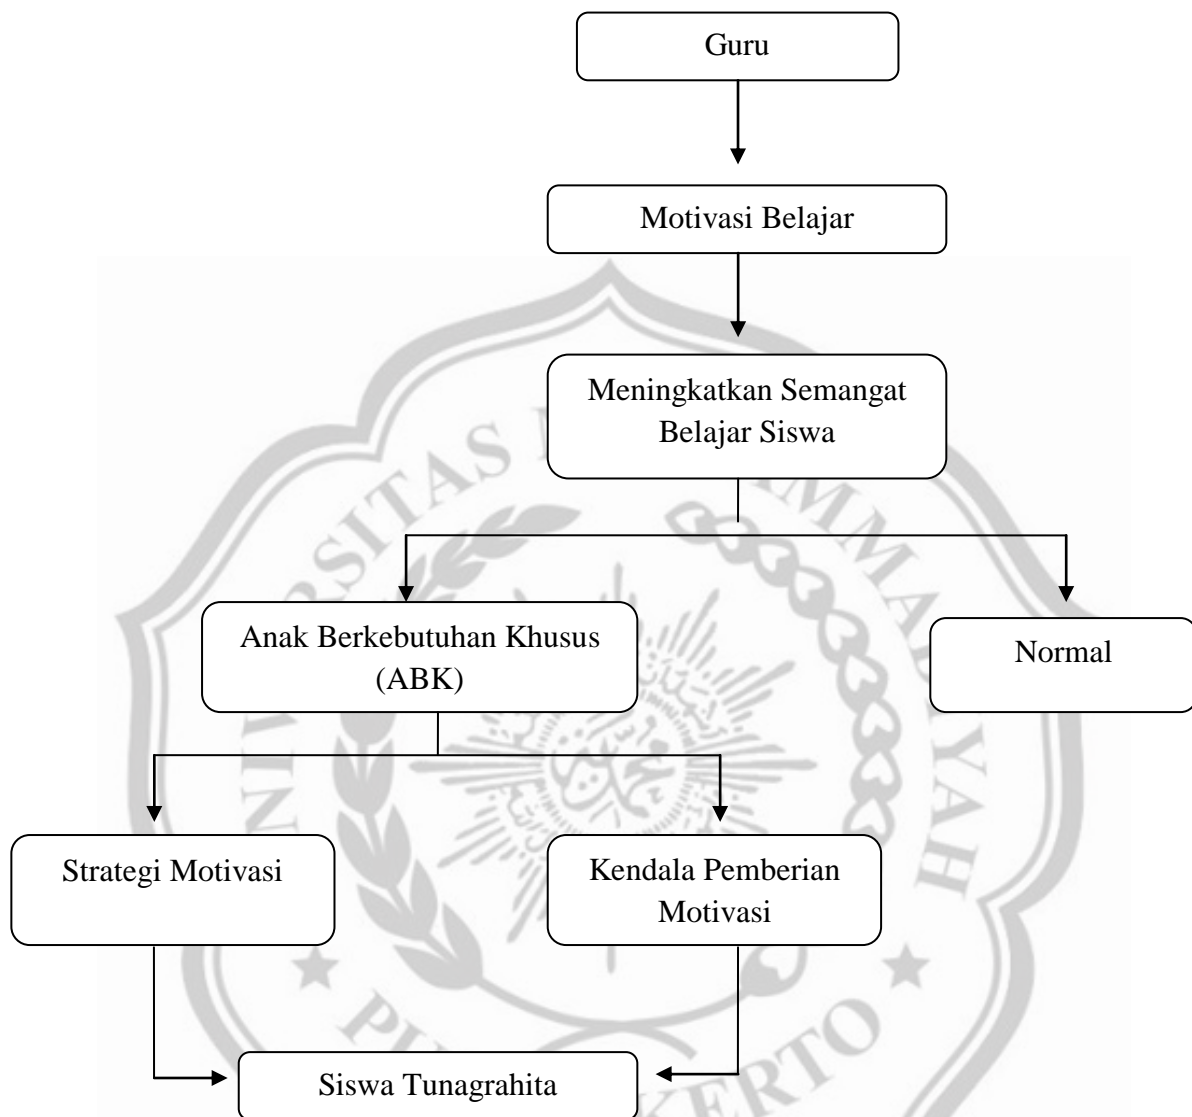 Guru
Motivasi Belajar
Meningkatkan Semangat
Belajar Siswa
Anak Berkebutuhan Khusus
(ABK)
Normal
Strategi Motivasi
Kendala Pemberian
Motivasi
Siswa Tunagrahita